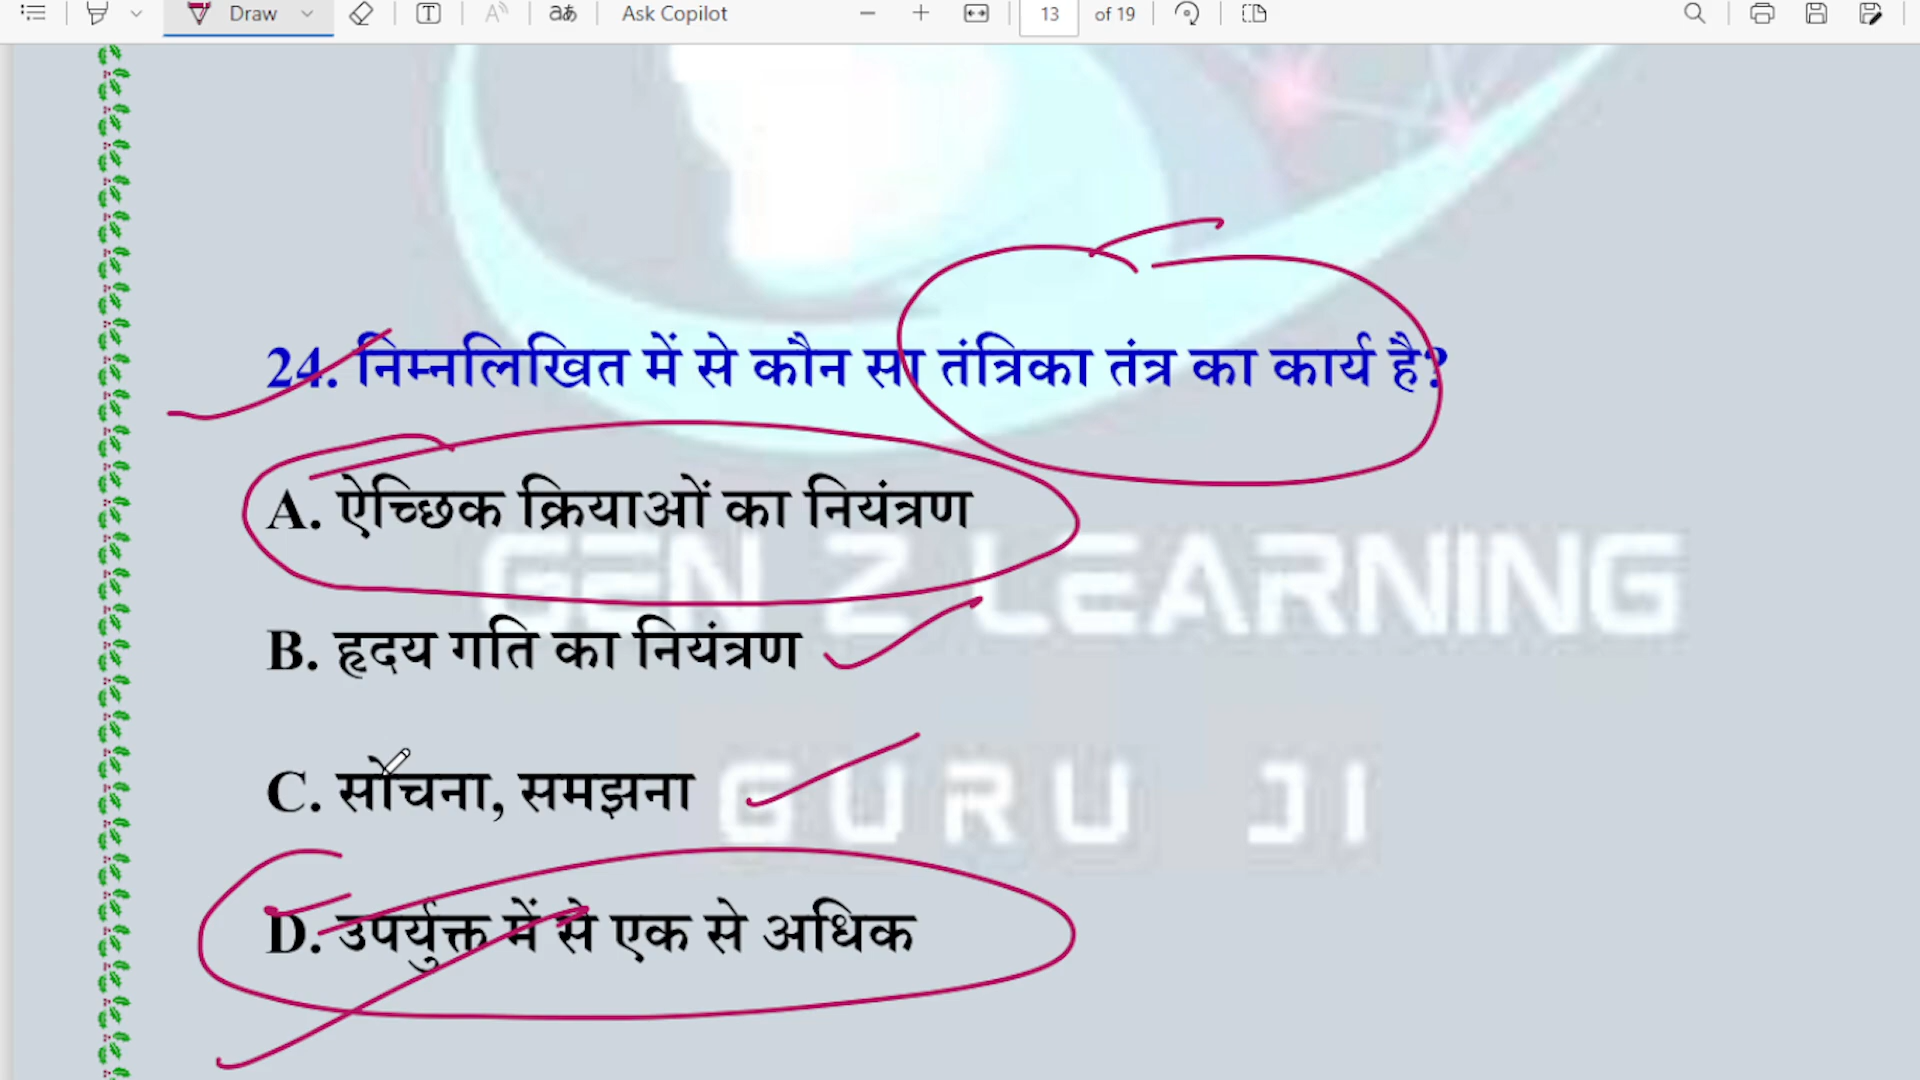 Draw
Ask Copilot
13 of 19
24. निम्नलिखित में से कौन सा तंत्रिका तंत्र का कार्य है?
A. ऐच्छिक क्रियाओं का नियंत्रण
GEN Z LEARNING
B. हृदय गति का नियंत्रण
C. सोचना, समझना
GURU JI
D. उपर्युक्त में से एक से अधिक